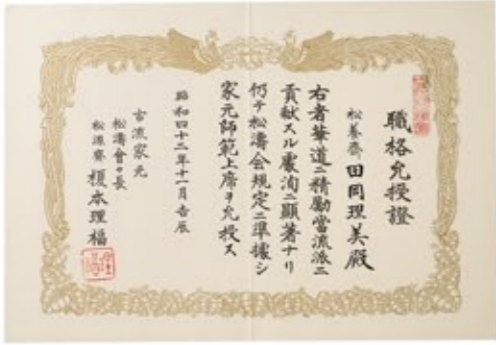 職格允授證
松養齋 田岡理美殿
右者華道ニ精勵當流派ニ
貢献スル處洵ニ顯著ナリ
仍テ松濤会規定ニ準據シ
家元師範上席ヲ允授ス
昭和四十二年十一月吉辰
古流家元
松濤會々長
松源齋 榎本理福